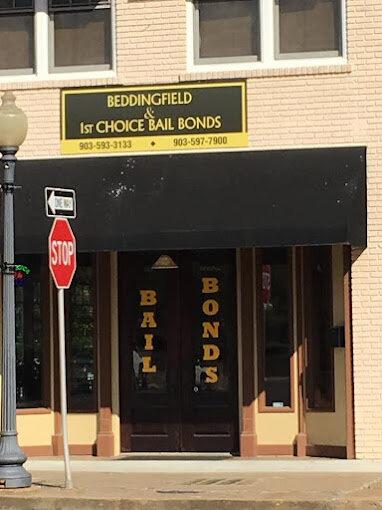 BEDDINGFIELD
&
1ST CHOICE BAIL BONDS
903-593-3133 • 903-597-7900
ONE WAY
STOP
BAIL
BONDS